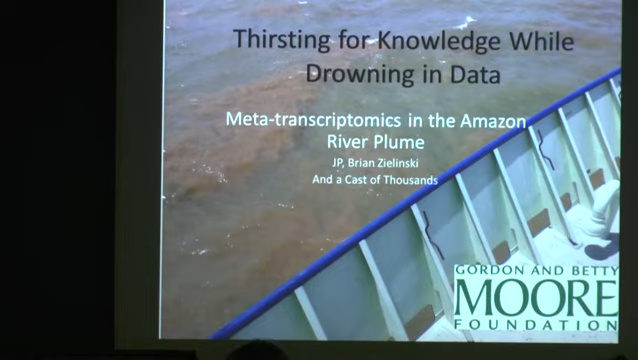 Thirsting for Knowledge While
Drowning in Data
Meta-transcriptomics in the Amazon
River Plume
JP, Brian Zielinski
And a Cast of Thousands
GORDON AND BETTY
MOORE
FOUNDATION